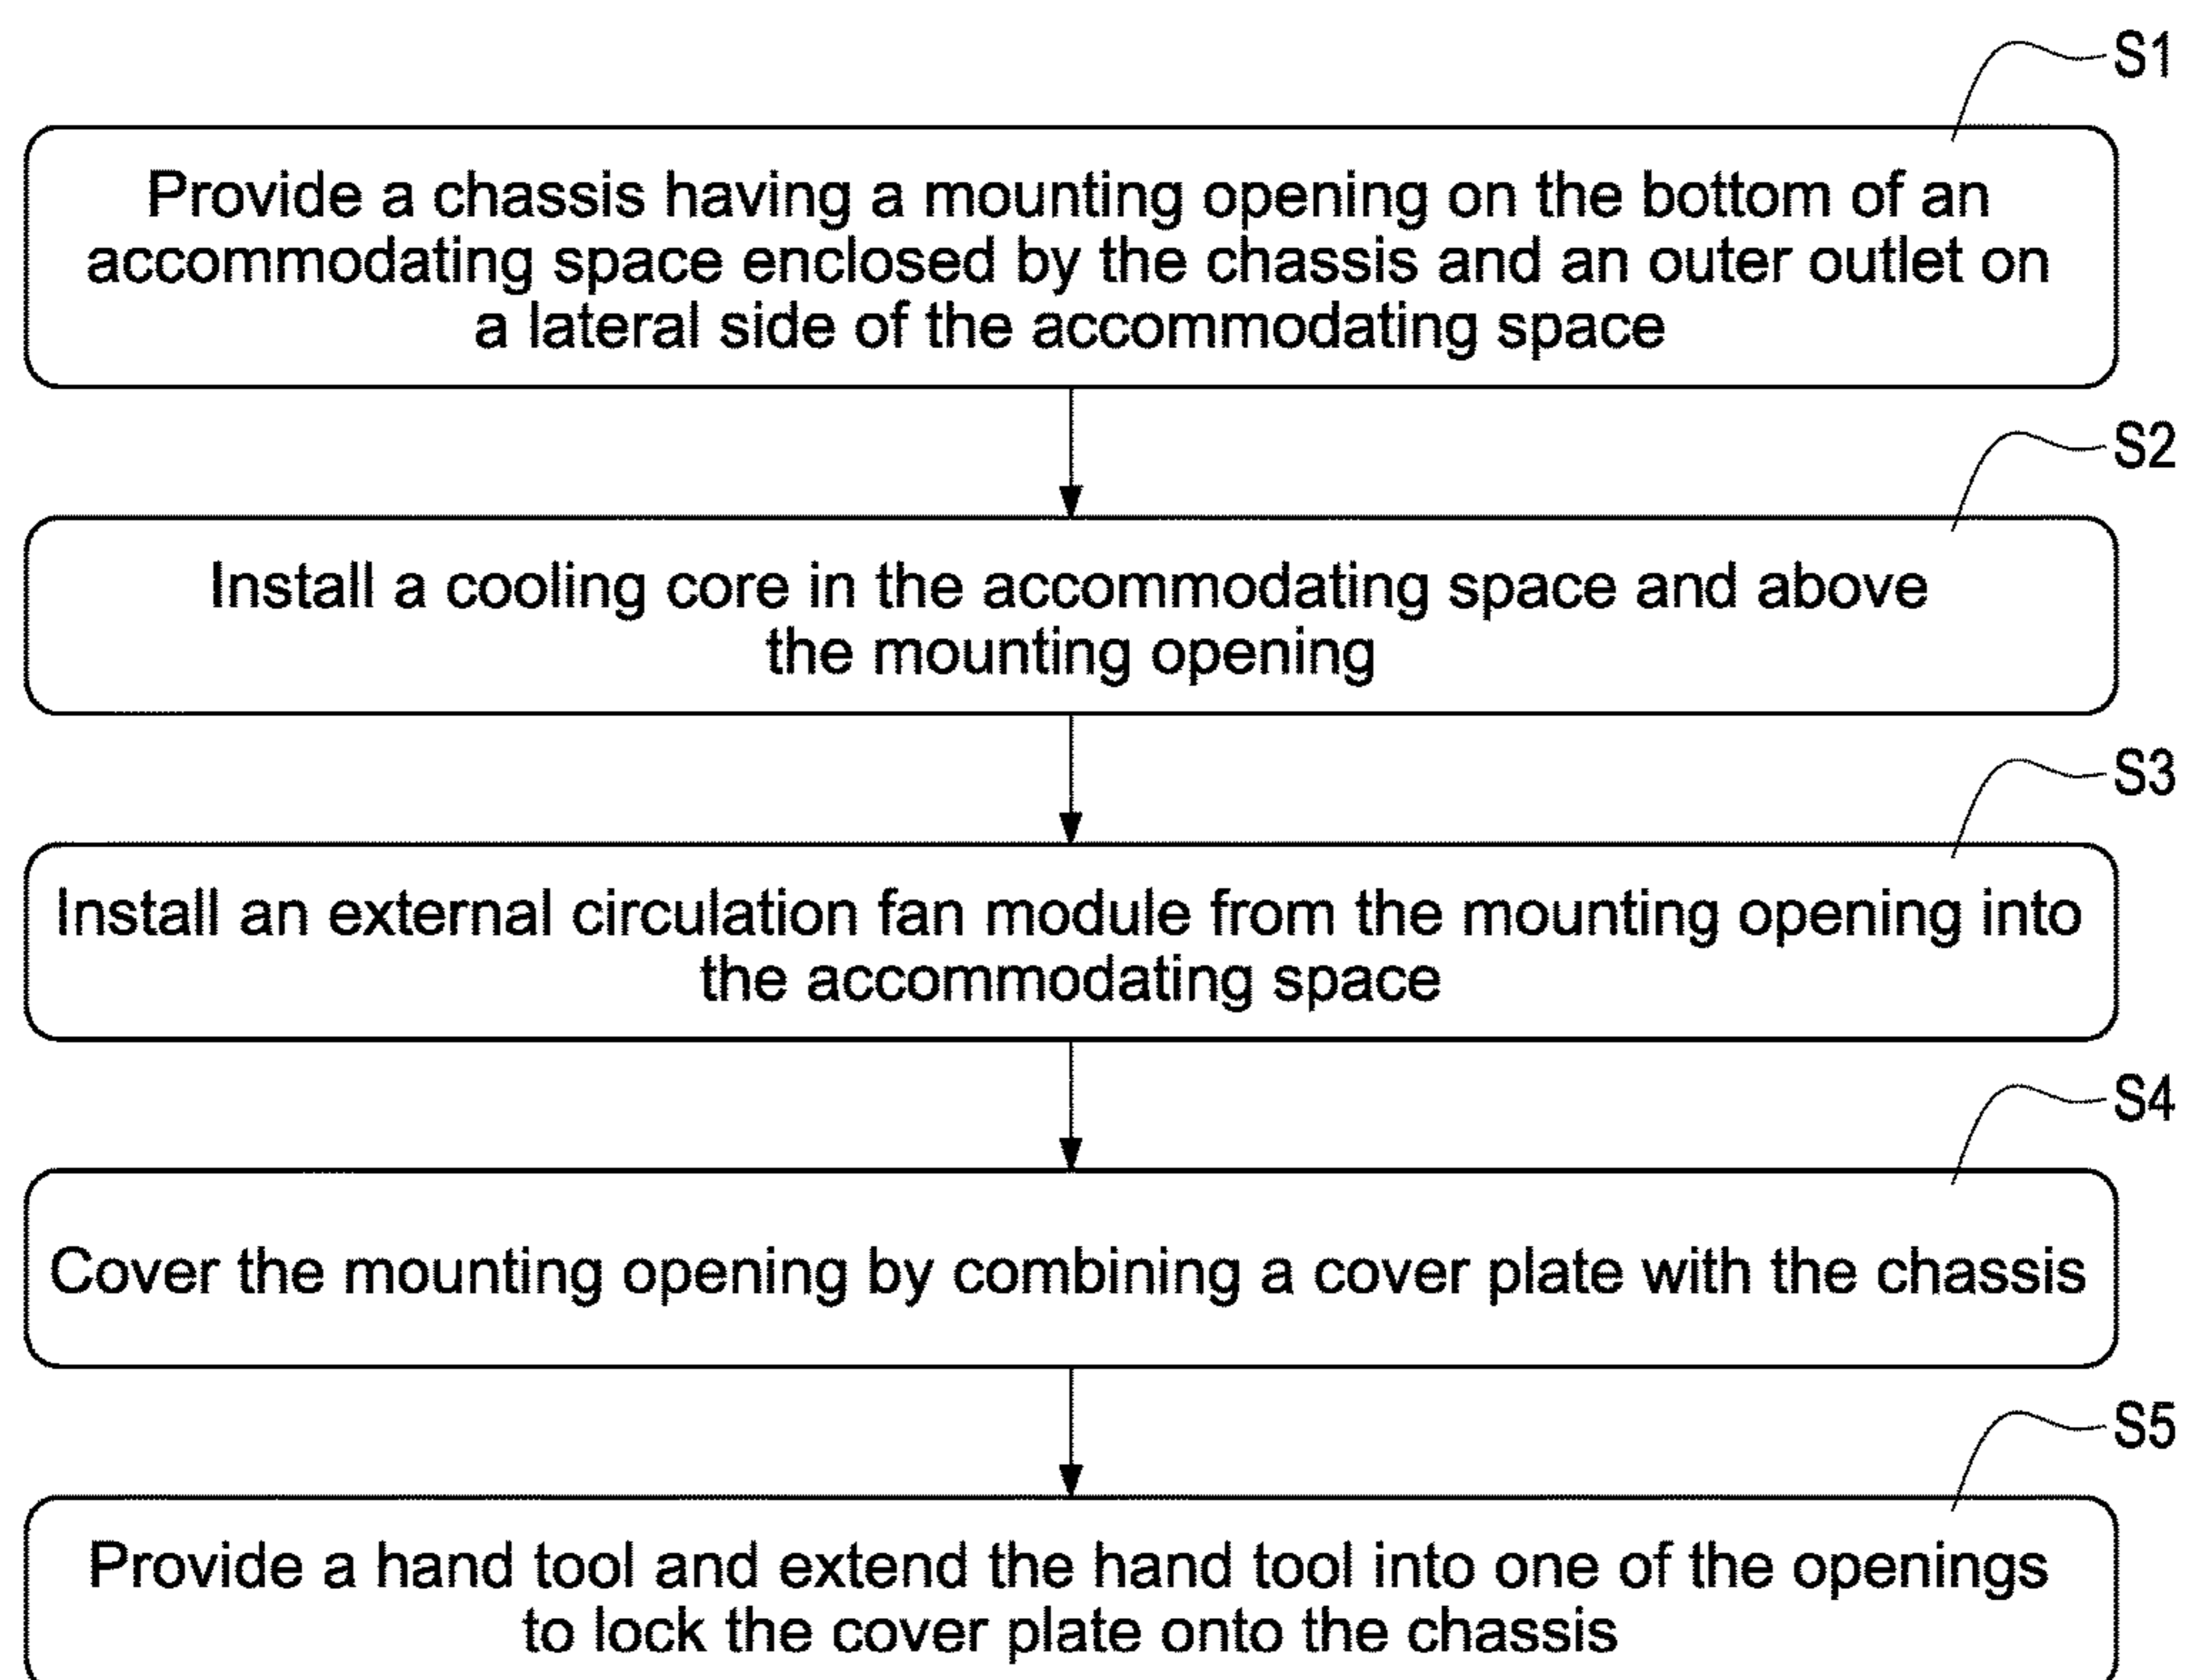 S1
Provide a chassis having a mounting opening on the bottom of an
accommodating space enclosed by the chassis and an outer outlet on
a lateral side of the accommodating space
S2
Install a cooling core in the accommodating space and above
the mounting opening
S3
Install an external circulation fan module from the mounting opening into
the accommodating space
S4
Cover the mounting opening by combining a cover plate with the chassis
S5
Provide a hand tool and extend the hand tool into one of the openings
to lock the cover plate onto the chassis